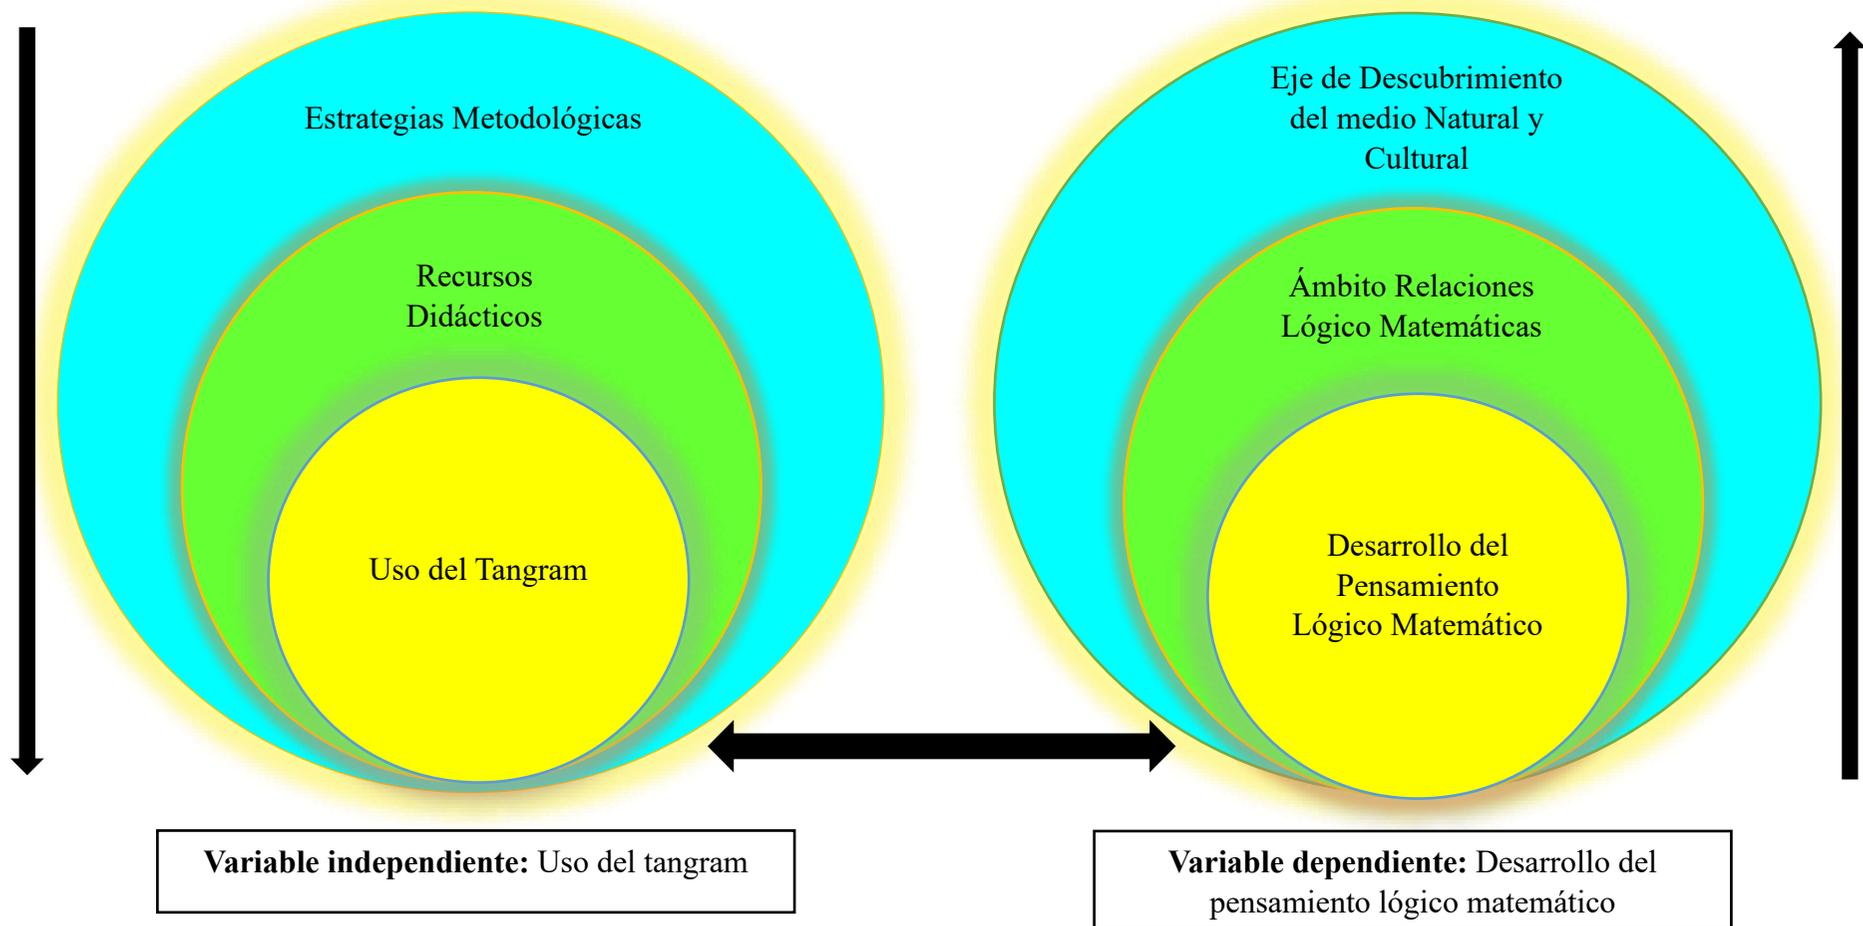 Estrategias Metodológicas
Recursos
Didácticos
Uso del Tangram
Variable independiente: Uso del tangram
Eje de Descubrimiento
del medio Natural y
Cultural
Ámbito Relaciones
Lógico Matemáticas
Desarrollo del
Pensamiento
Lógico Matemático
Variable dependiente: Desarrollo del
pensamiento lógico matemático